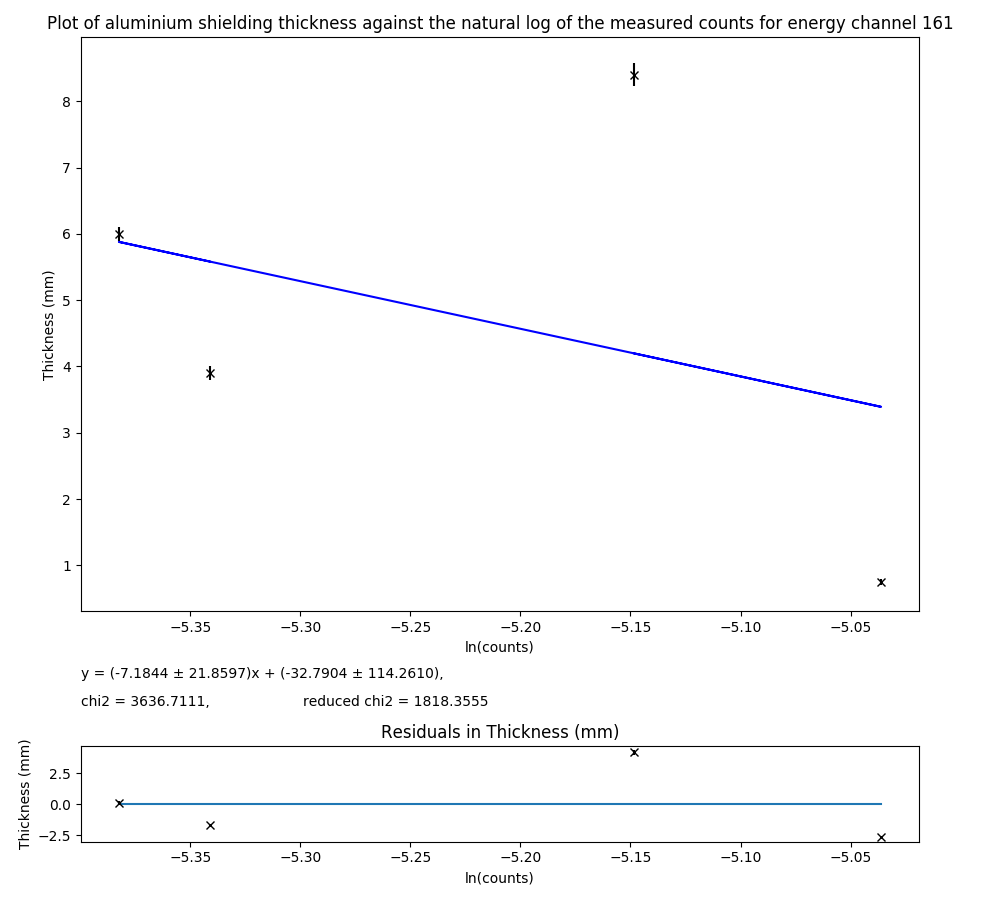 Plot of aluminium shielding thickness against the natural log of the measured counts for energy channel 161
8
7
6
5
4
3
2
1
Thickness (mm)
−5.35 −5.30 −5.25 −5.20 −5.15 −5.10 −5.05
ln(counts)
y = (-7.1844 ± 21.8597)x + (-32.7904 ± 114.2610),
chi2 = 3636.7111, reduced chi2 = 1818.3555
Residuals in Thickness (mm)
2.5
0.0
−2.5
Thickness (mm)
−5.35 −5.30 −5.25 −5.20 −5.15 −5.10 −5.05
ln(counts)